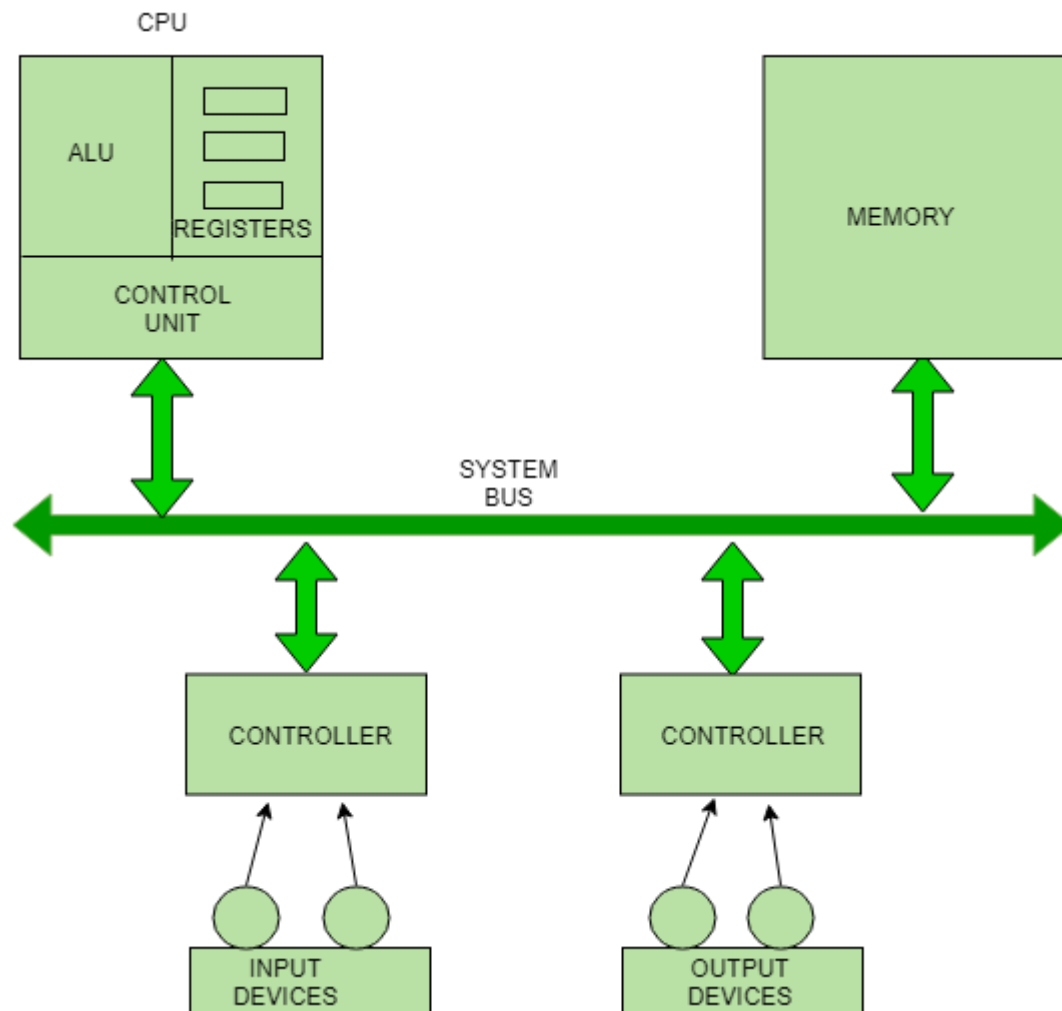 CPU
ALU
REGISTERS
CONTROL
UNIT
MEMORY
SYSTEM
BUS
CONTROLLER
CONTROLLER
INPUT
DEVICES
OUTPUT
DEVICES